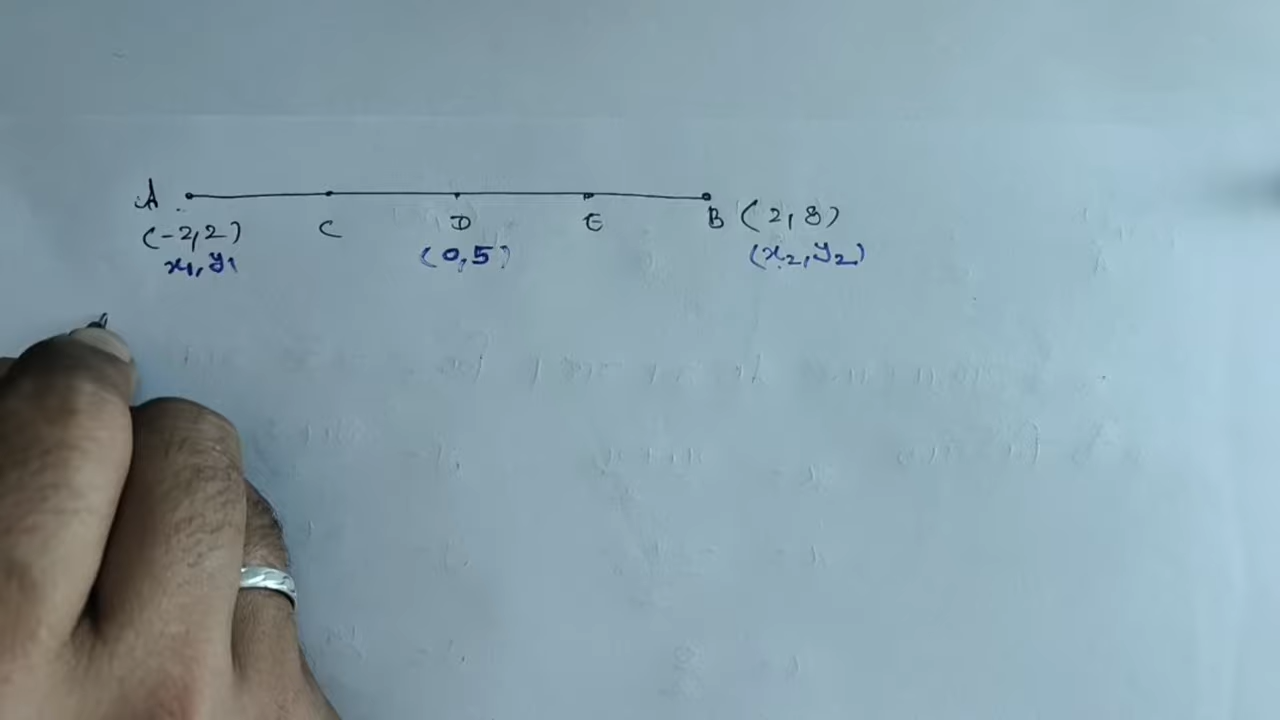 A C D E B (2,8)
(-2,2) (0,5) (x₂,y₂)
x₁,y₁